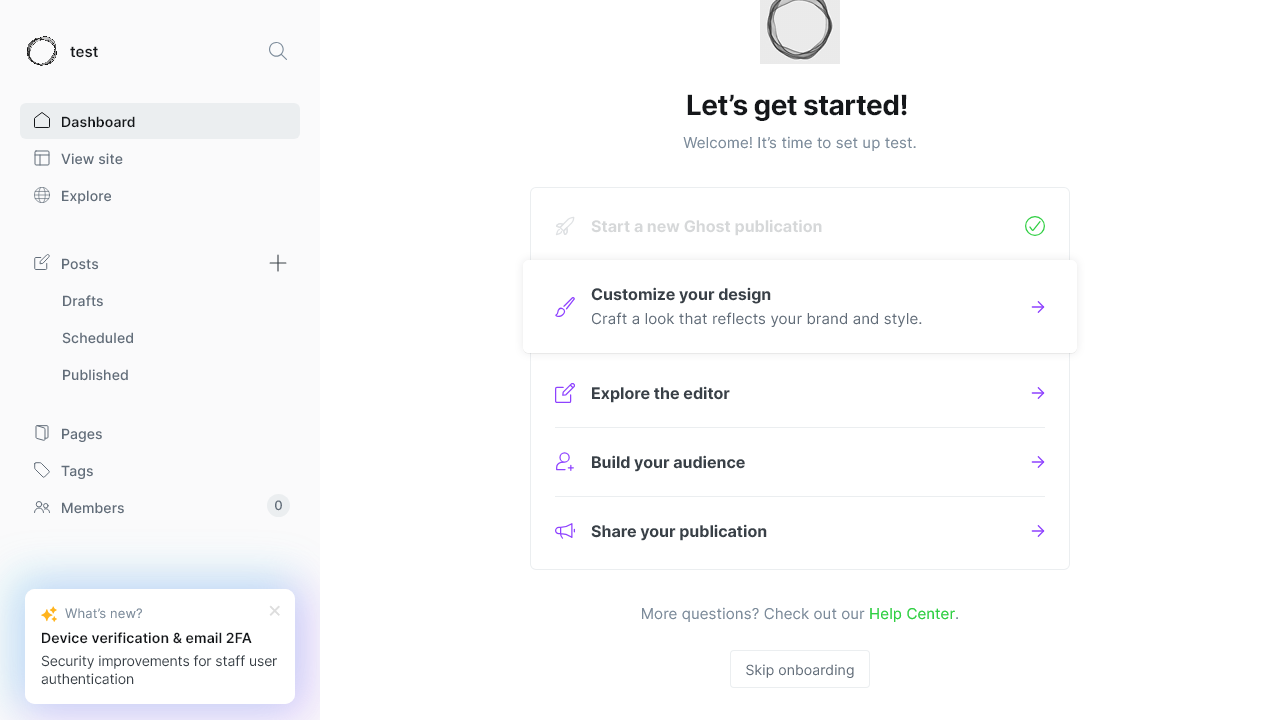 test
Dashboard
View site
Explore
Posts
Drafts
Scheduled
Published
Pages
Tags
Members
0
What's new?
Device verification & email 2FA
Security improvements for staff user
authentication
Let's get started!
Welcome! It's time to set up test.
Start a new Ghost publication
Customize your design
Craft a look that reflects your brand and style.
Explore the editor
Build your audience
Share your publication
More questions? Check out our Help Center.
Skip onboarding